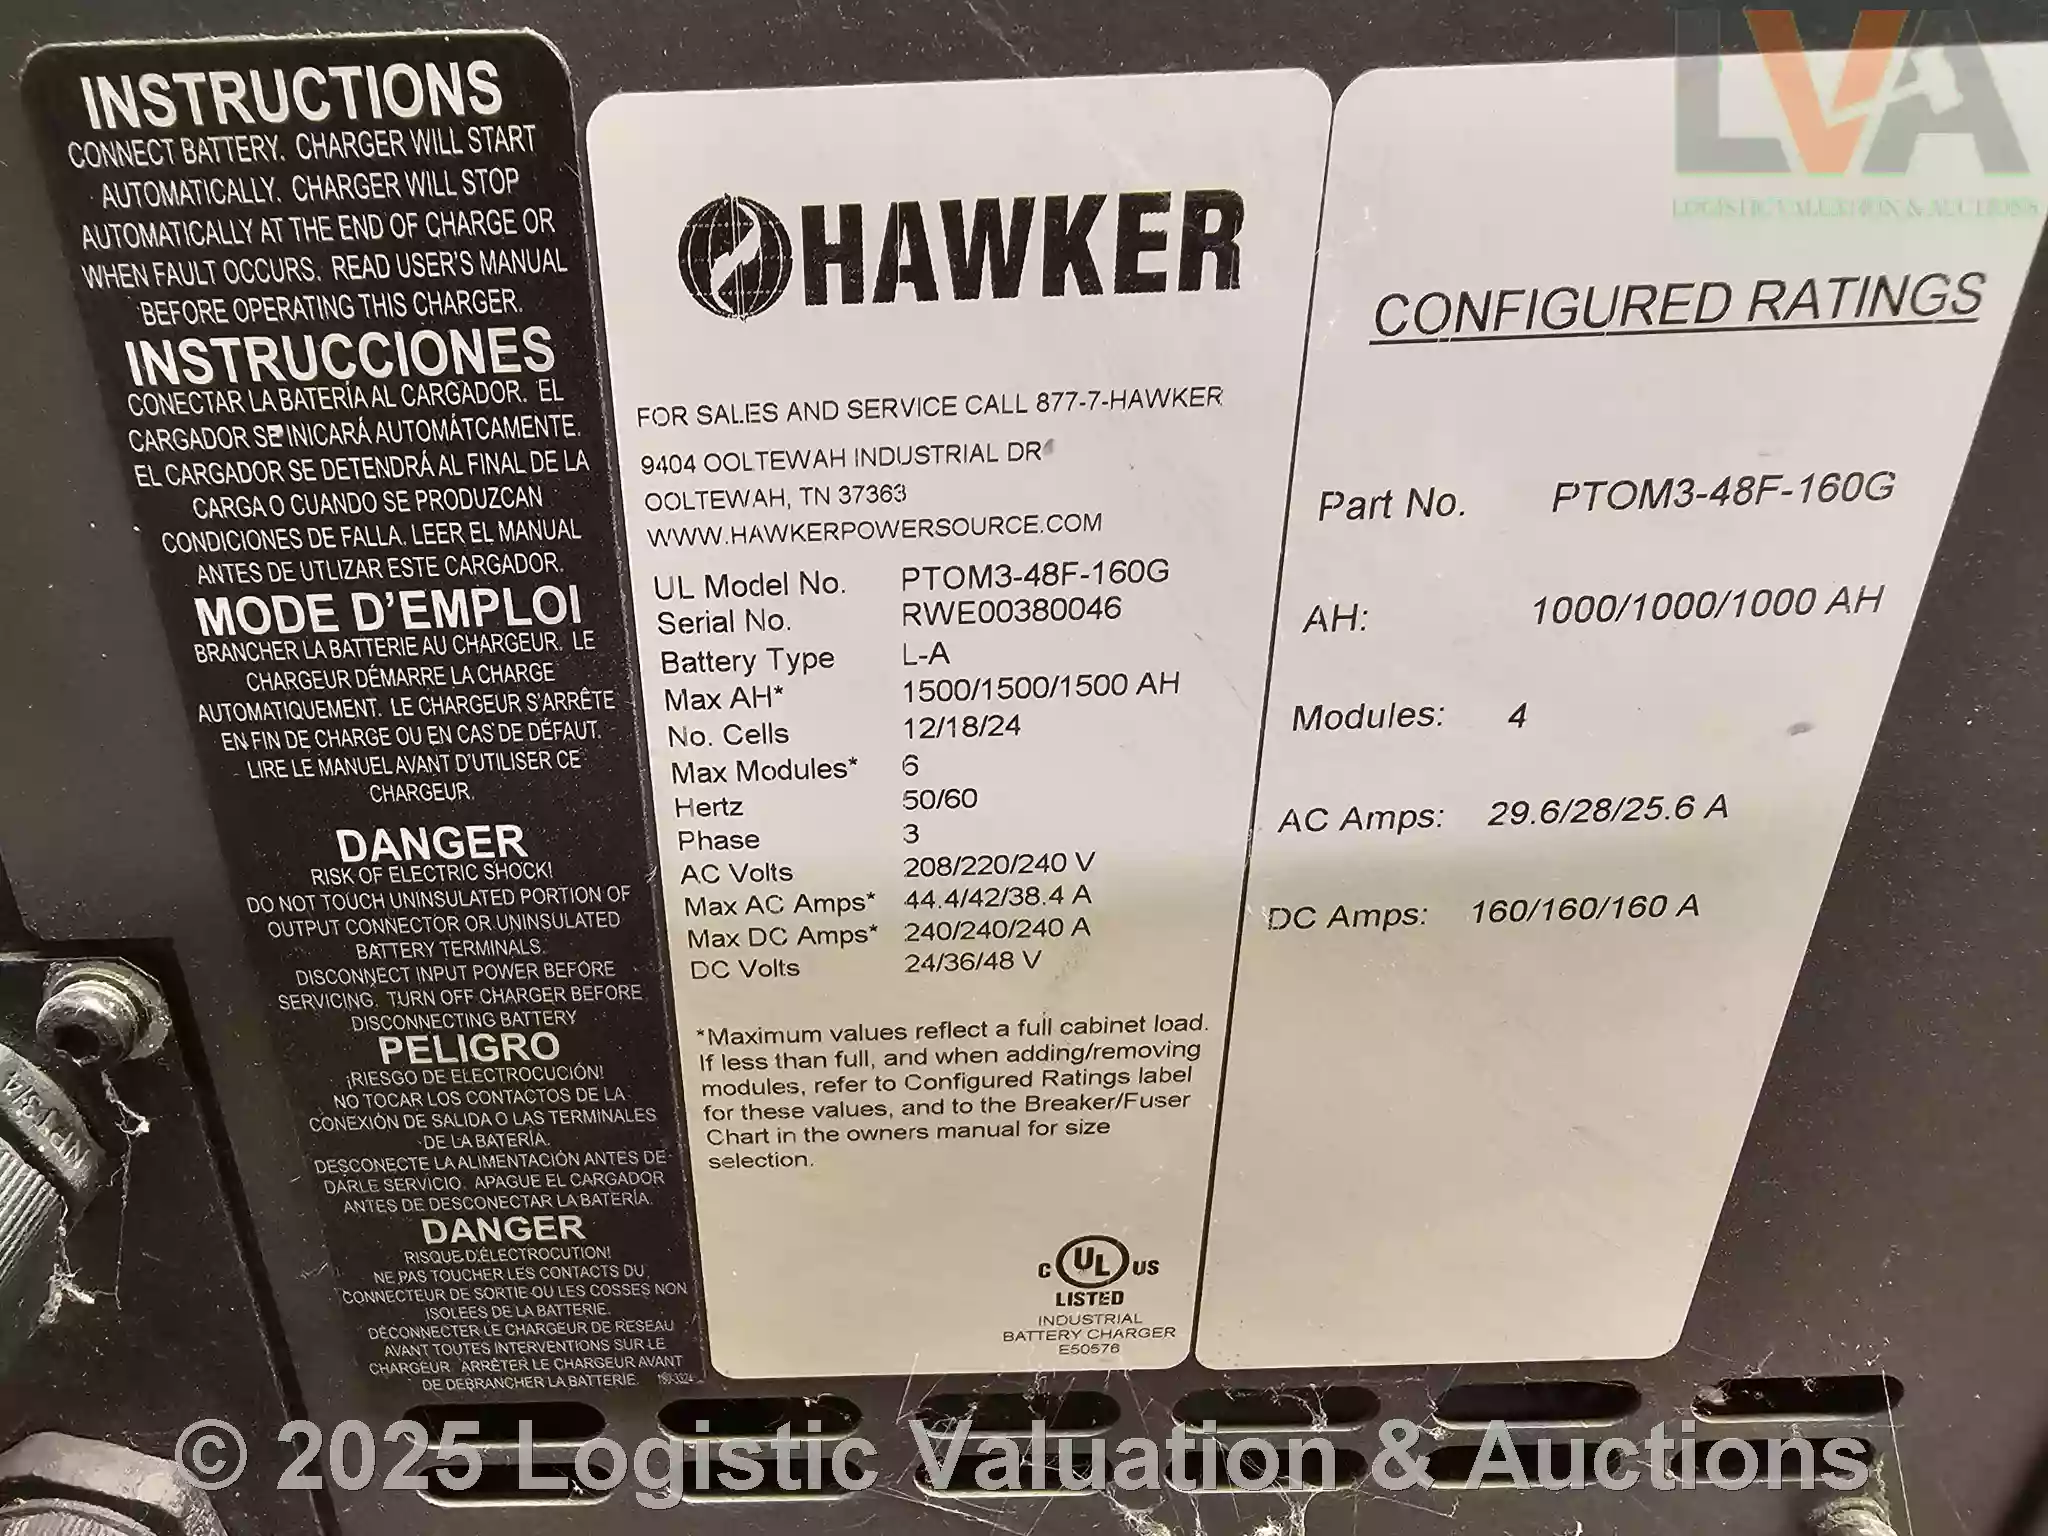 INSTRUCTIONS
CONNECT BATTERY. CHARGER WILL START
AUTOMATICALLY. CHARGER WILL STOP
AUTOMATICALLY AT THE END OF CHARGE OR
WHEN FAULT OCCURS. READ USER'S MANUAL
BEFORE OPERATING THIS CHARGER.
INSTRUCCIONES
CONECTAR LA BATERÍA AL CARGADOR. EL
CARGADOR SE INICARÁ AUTOMÁTCAMENTE.
EL CARGADOR SE DETENDRÁ AL FINAL DE LA
CARGA O CUANDO SE PRODUZCAN
CONDICIONES DE FALLA. LEER EL MANUAL
ANTES DE UTLIZAR ESTE CARGADOR.
MODE D'EMPLOI
BRANCHER LA BATTERIE AU CHARGEUR. LE
CHARGEUR DÉMARRE LA CHARGE
AUTOMATIQUEMENT. LE CHARGEUR S'ARRÊTE
EN FIN DE CHARGE OU EN CAS DE DÉFAUT.
LIRE LE MANUEL AVANT D'UTILISER CE
CHARGEUR.
DANGER
RISK OF ELECTRIC SHOCK!
DO NOT TOUCH UNINSULATED PORTION OF
OUTPUT CONNECTOR OR UNINSULATED
BATTERY TERMINALS.
DISCONNECT INPUT POWER BEFORE
SERVICING. TURN OFF CHARGER BEFORE
DISCONNECTING BATTERY
PELIGRO
¡RIESGO DE ELECTROCUCIÓN!
NO TOCAR LOS CONTACTOS DE LA
CONEXIÓN DE SALIDA O LAS TERMINALES
DE LA BATERÍA.
DESCONECTE LA ALIMENTACIÓN ANTES DE
DARLE SERVICIO. APAGUE EL CARGADOR
ANTES DE DESCONECTAR LA BATERÍA.
DANGER
RISQUE D'ÉLECTROCUTION!
NE PAS TOUCHER LES CONTACTS DU
CONNECTEUR DE SORTIE OU LES COSSES NON
ISOLEES DE LA BATTERIE.
DÉCONNECTER LE CHARGEUR DE RESEAU
AVANT TOUTES INTERVENTIONS SUR LE
CHARGEUR. ARRÊTER LE CHARGEUR AVANT
DE DEBRANCHER LA BATTERIE.
HAWKER
FOR SALES AND SERVICE CALL 877-7-HAWKER
9404 OOLTEWAH INDUSTRIAL DR
OOLTEWAH, TN 37363
WWW.HAWKERPOWERSOURCE.COM
UL Model No. PTOM3-48F-160G
Serial No. RWE00380046
Battery Type L-A
Max AH* 1500/1500/1500 AH
No. Cells 12/18/24
Max Modules* 6
Hertz 50/60
Phase 3
AC Volts 208/220/240 V
Max AC Amps* 44.4/42/38.4 A
Max DC Amps* 240/240/240 A
DC Volts 24/36/48 V
*Maximum values reflect a full cabinet load.
If less than full, and when adding/removing
modules, refer to Configured Ratings label
for these values, and to the Breaker/Fuser
Chart in the owners manual for size
selection.
C UL US
LISTED
INDUSTRIAL
BATTERY CHARGER
E50576
CONFIGURED RATINGS
Part No. PTOM3-48F-160G
AH: 1000/1000/1000 AH
Modules: 4
AC Amps: 29.6/28/25.6 A
DC Amps: 160/160/160 A
LVA
LOGISTIC VALUATION & AUCTIONS
© 2025 Logistic Valuation & Auctions